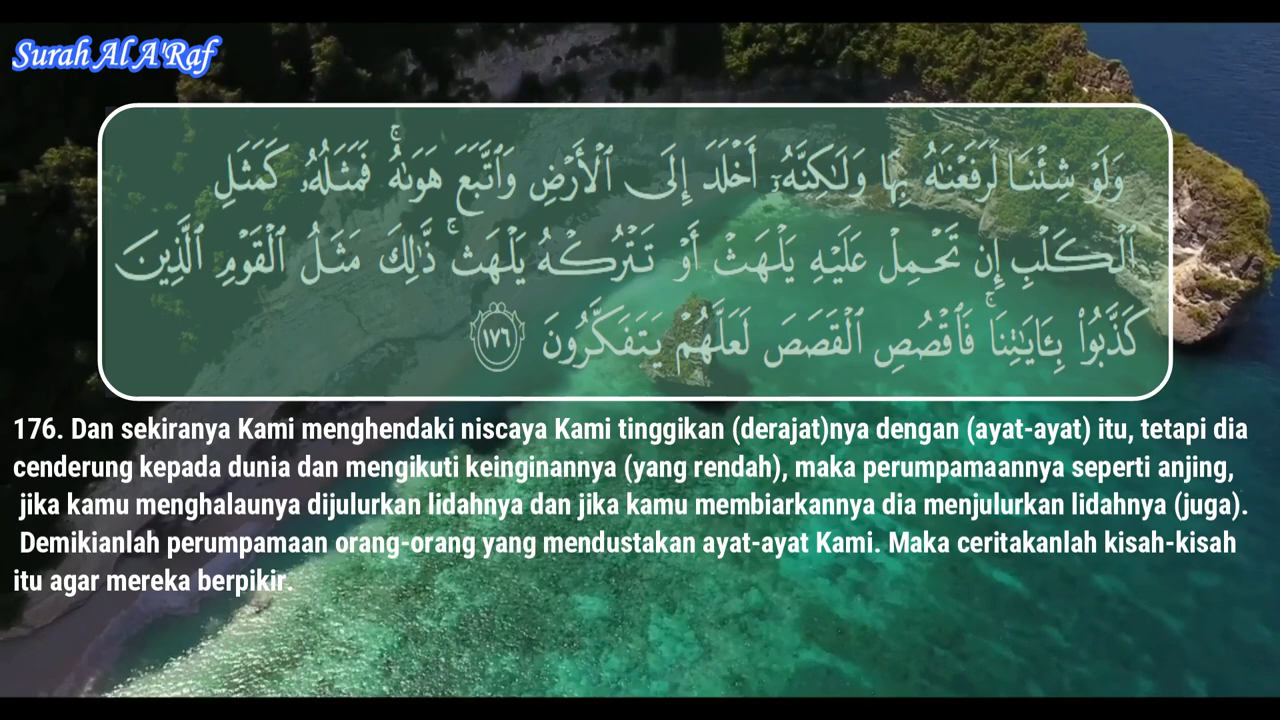 Surah Al A'Raf
وَلَوْ شِئْنَا لَرَفَعْنَٰهُ بِهَا وَلَٰكِنَّهُۥٓ أَخْلَدَ إِلَى ٱلْأَرْضِ وَٱتَّبَعَ هَوَىٰهُ ۚ فَمَثَلُهُۥ كَمَثَلِ
ٱلْكَلْبِ إِن تَحْمِلْ عَلَيْهِ يَلْهَثْ أَوْ تَتْرُكْهُ يَلْهَث ۚ ذَّٰلِكَ مَثَلُ ٱلْقَوْمِ ٱلَّذِينَ
كَذَّبُوا۟ بِـَٔايَٰتِنَا ۚ فَٱقْصُصِ ٱلْقَصَصَ لَعَلَّهُمْ يَتَفَكَّرُونَ ١٧٦
176. Dan sekiranya Kami menghendaki niscaya Kami tinggikan (derajat)nya dengan (ayat-ayat) itu, tetapi dia
cenderung kepada dunia dan mengikuti keinginannya (yang rendah), maka perumpamaannya seperti anjing,
jika kamu menghalaunya dijulurkan lidahnya dan jika kamu membiarkannya dia menjulurkan lidahnya (juga).
Demikianlah perumpamaan orang-orang yang mendustakan ayat-ayat Kami. Maka ceritakanlah kisah-kisah
itu agar mereka berpikir.